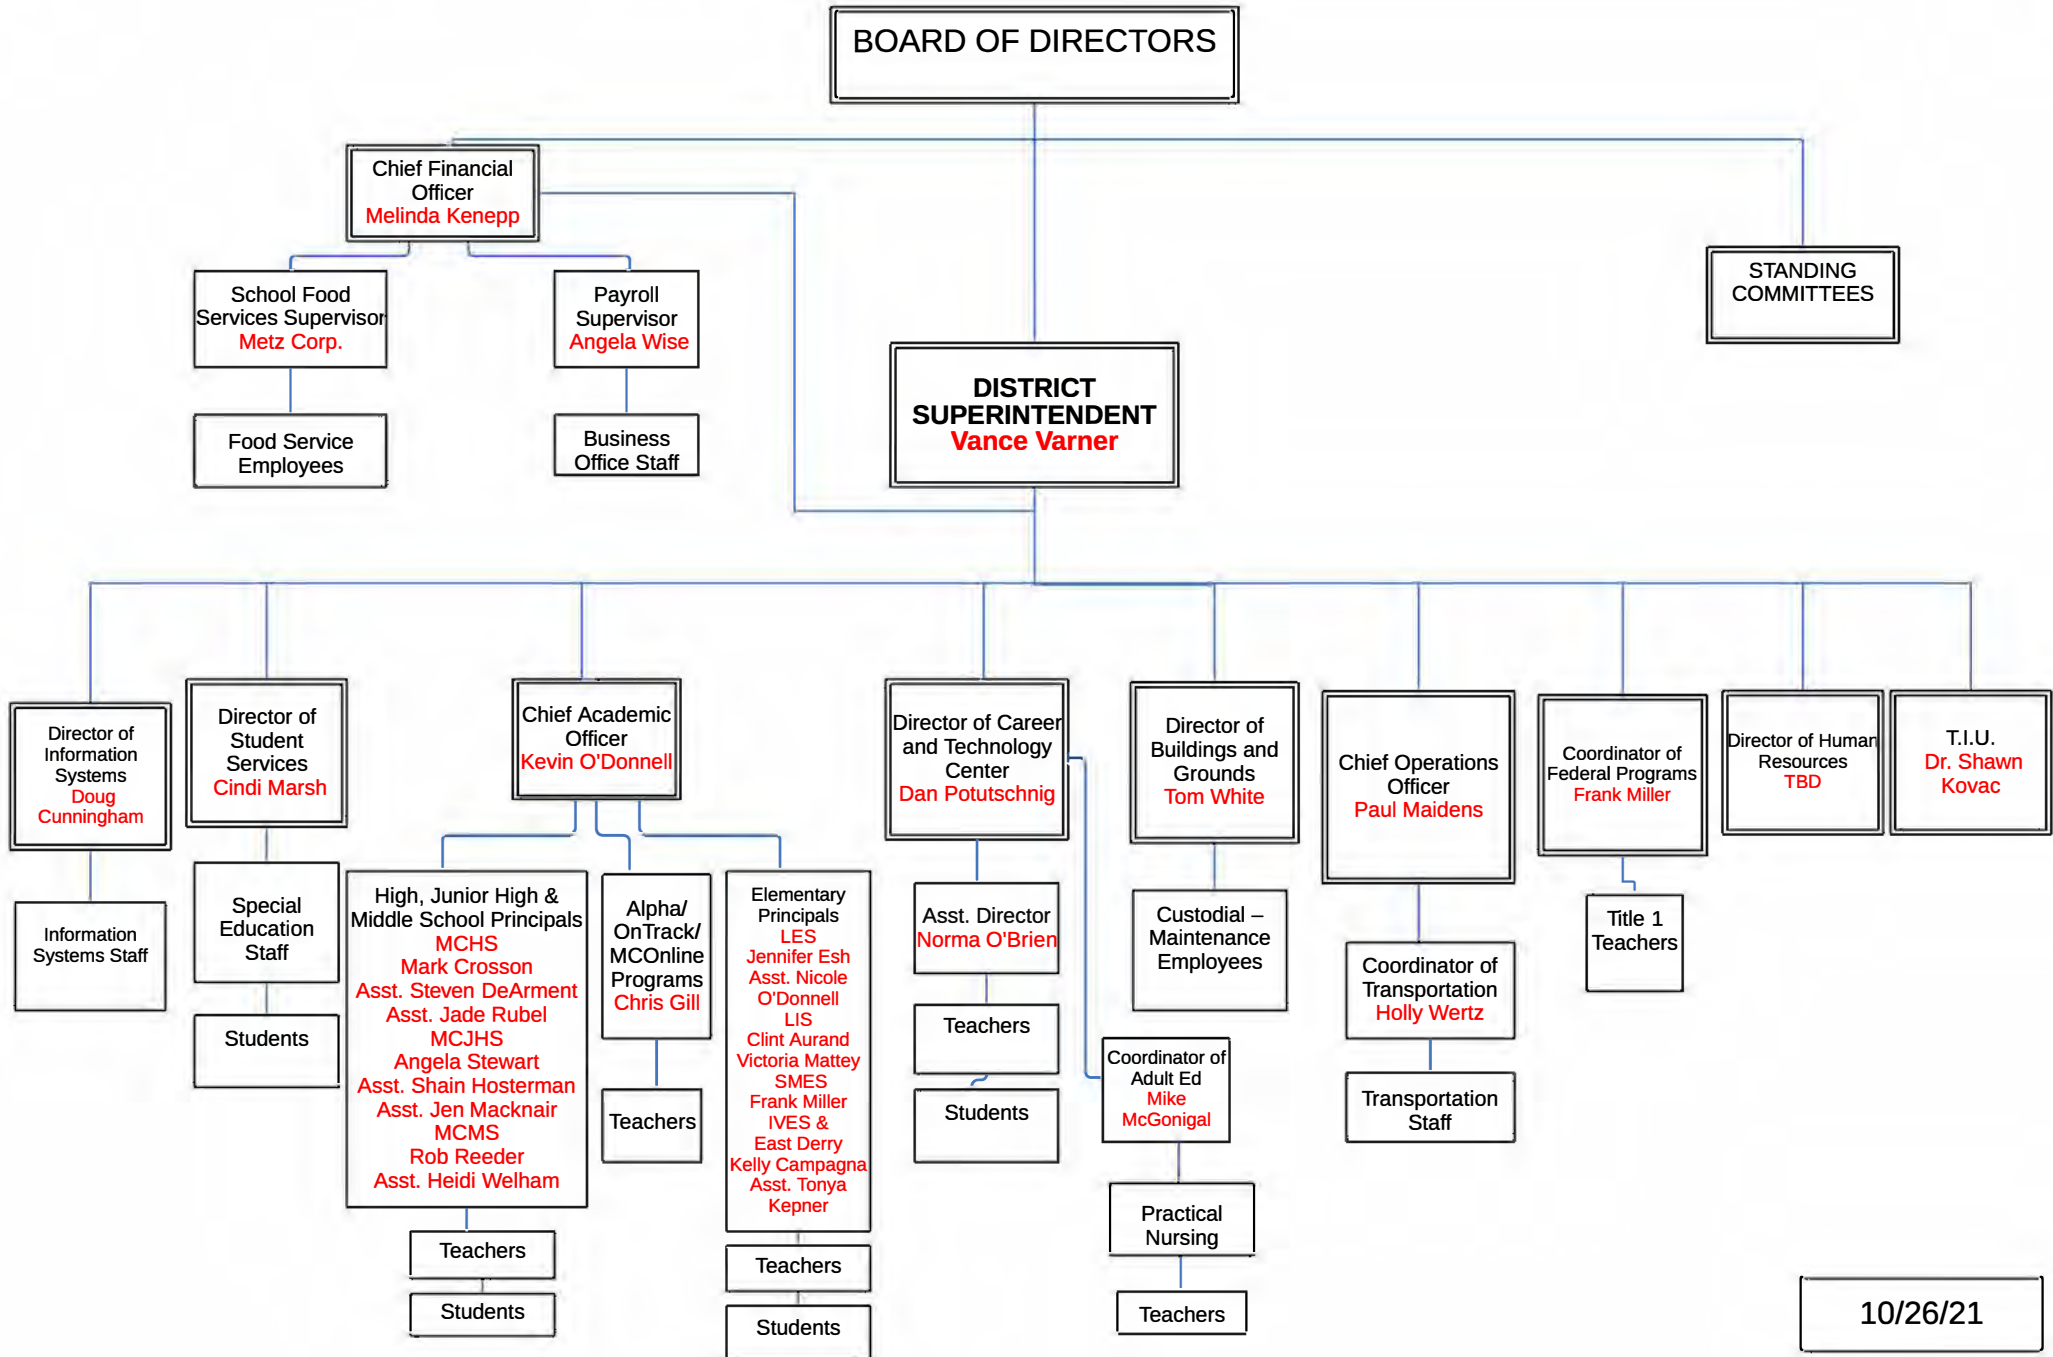 BOARD OF DIRECTORS
Chief Financial
Officer
Melinda Kenepp
STANDING
COMMITTEES
School Food
Services Supervisor
Metz Corp.
Payroll
Supervisor
Angela Wise
Food Service
Employees
Business
Office Staff
DISTRICT
SUPERINTENDENT
Vance Varner
Director of
Information
Systems
Doug
Cunningham
Information
Systems Staff
Director of
Student
Services
Cindi Marsh
Special
Education
Staff
Students
Chief Academic
Officer
Kevin O'Donnell
High, Junior High &
Middle School Principals
MCHS
Mark Crosson
Asst. Steven DeArment
Asst. Jade Rubel
MCJHS
Angela Stewart
Asst. Shain Hosterman
Asst. Jen Macknair
MCMS
Rob Reeder
Asst. Heidi Welham
Teachers
Students
Alpha/
OnTrack/
MCOnline
Programs
Chris Gill
Teachers
Elementary
Principals
LES
Jennifer Esh
Asst. Nicole
O'Donnell
LIS
Clint Aurand
Victoria Mattey
SMES
Frank Miller
IVES &
East Derry
Kelly Campagna
Asst. Tonya
Kepner
Teachers
Students
Director of Career
and Technology
Center
Dan Potutschnig
Asst. Director
Norma O'Brien
Teachers
Students
Coordinator of
Adult Ed
Mike
McGonigal
Practical
Nursing
Teachers
Director of
Buildings and
Grounds
Tom White
Custodial –
Maintenance
Employees
Chief Operations
Officer
Paul Maidens
Coordinator of
Transportation
Holly Wertz
Transportation
Staff
Coordinator of
Federal Programs
Frank Miller
Title 1
Teachers
Director of Human
Resources
TBD
T.I.U.
Dr. Shawn
Kovac
10/26/21